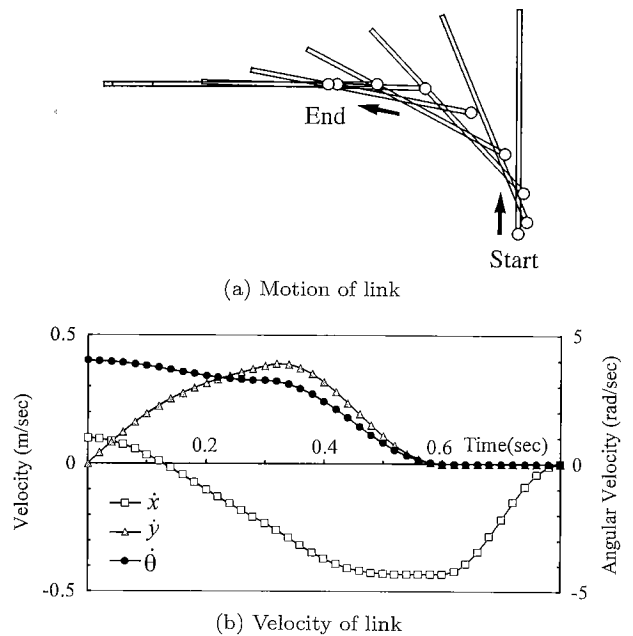 End
Start
(a) Motion of link
0.5
5
Velocity (m/sec)
Angular Velocity (rad/sec)
0.2
0.4
0.6
Time(sec)
0
0
ẋ
ẏ
θ̇
-0.5
-5
(b) Velocity of link